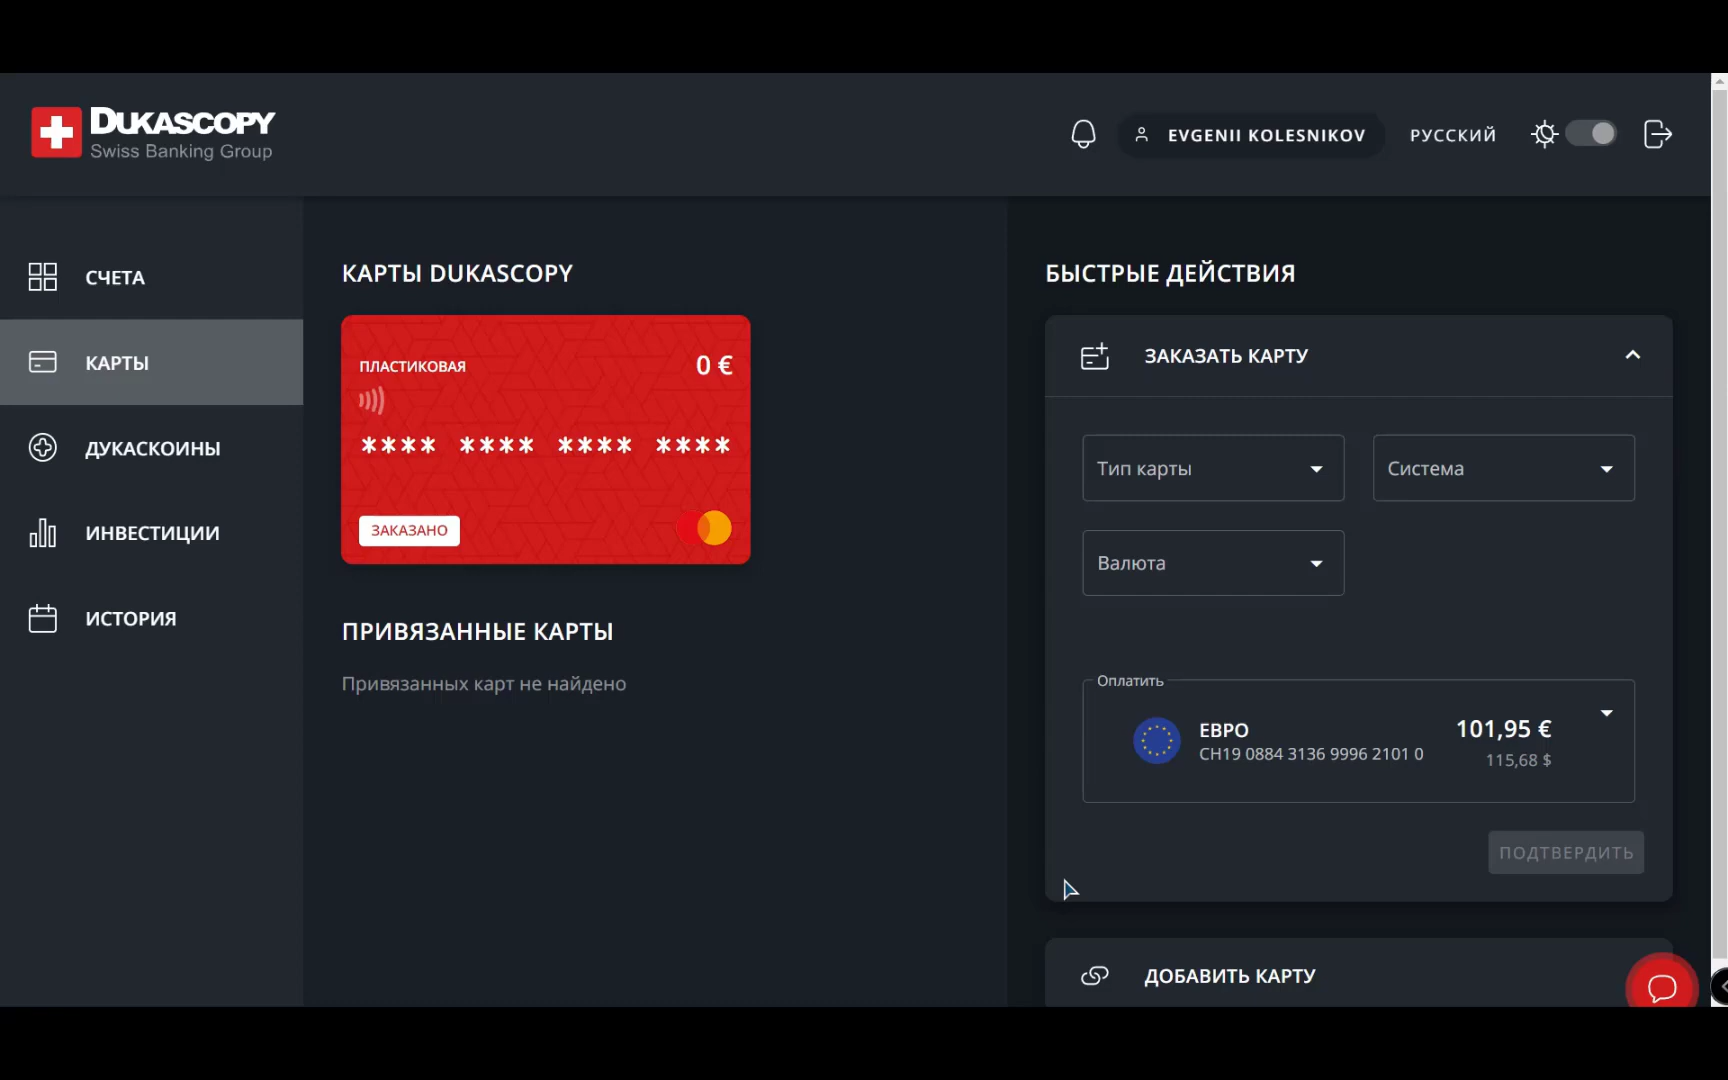 DUKASCOPY
Swiss Banking Group
EVGENII KOLESNIKOV
РУССКИЙ
СЧЕТА
КАРТЫ
ДУКАСКОИНЫ
ИНВЕСТИЦИИ
ИСТОРИЯ
КАРТЫ DUKASCOPY
ПЛАСТИКОВАЯ
0 €
**** **** **** ****
ЗАКАЗАНО
ПРИВЯЗАННЫЕ КАРТЫ
Привязанных карт не найдено
БЫСТРЫЕ ДЕЙСТВИЯ
ЗАКАЗАТЬ КАРТУ
Тип карты
Система
Валюта
Оплатить
ЕВРО
101,95 €
CH19 0884 3136 9996 2101 0
115,68 $
ПОДТВЕРДИТЬ
ДОБАВИТЬ КАРТУ